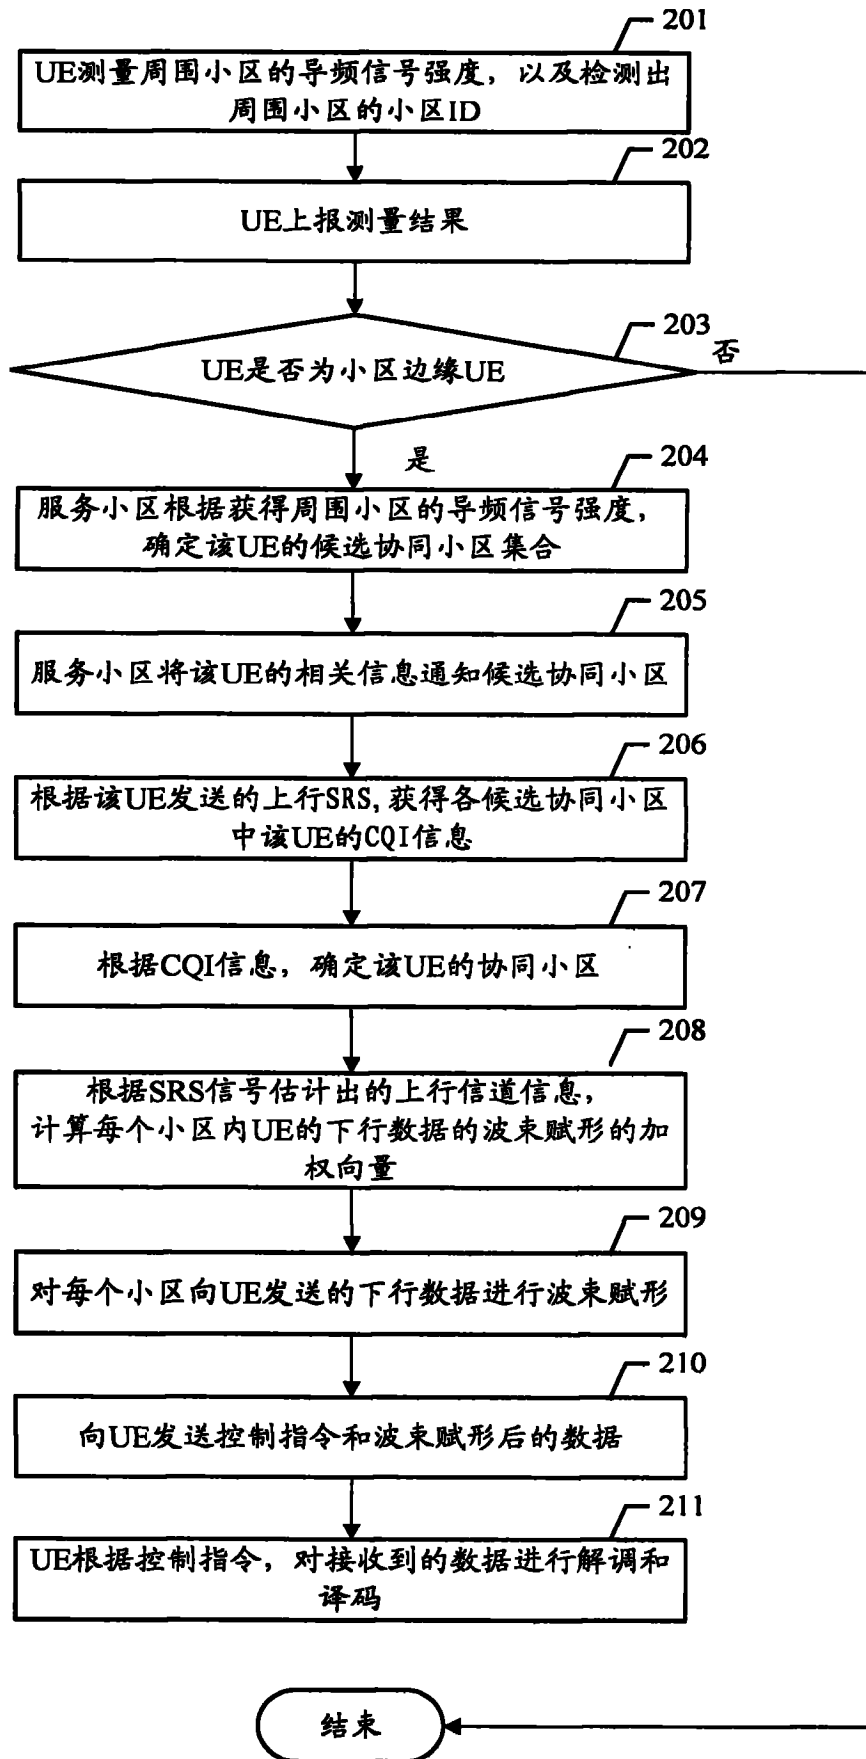 201
UE测量周围小区的导频信号强度，以及检测出
周围小区的小区ID
202
UE上报测量结果
203
否
UE是否为小区边缘UE
是
204
服务小区根据获得周围小区的导频信号强度，
确定该UE的候选协同小区集合
205
服务小区将该UE的相关信息通知候选协同小区
206
根据该UE发送的上行SRS,获得各候选协同小区
中该UE的CQI信息
207
根据CQI信息，确定该UE的协同小区
208
根据SRS信号估计出的上行信道信息，
计算每个小区内UE的下行数据的波束赋形的加
权向量
209
对每个小区向UE发送的下行数据进行波束赋形
210
向UE发送控制指令和波束赋形后的数据
211
UE根据控制指令，对接收到的数据进行解调和
译码
结束